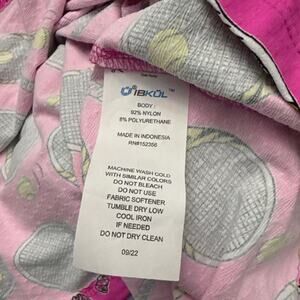 IBKÜL™
BODY:
92% NYLON
8% POLYURETHANE
MADE IN INDONESIA
RN#152356
MACHINE WASH COLD
WITH SIMILAR COLORS
DO NOT BLEACH
DO NOT USE
FABRIC SOFTENER
TUMBLE DRY LOW
COOL IRON
IF NEEDED
DO NOT DRY CLEAN
09/22